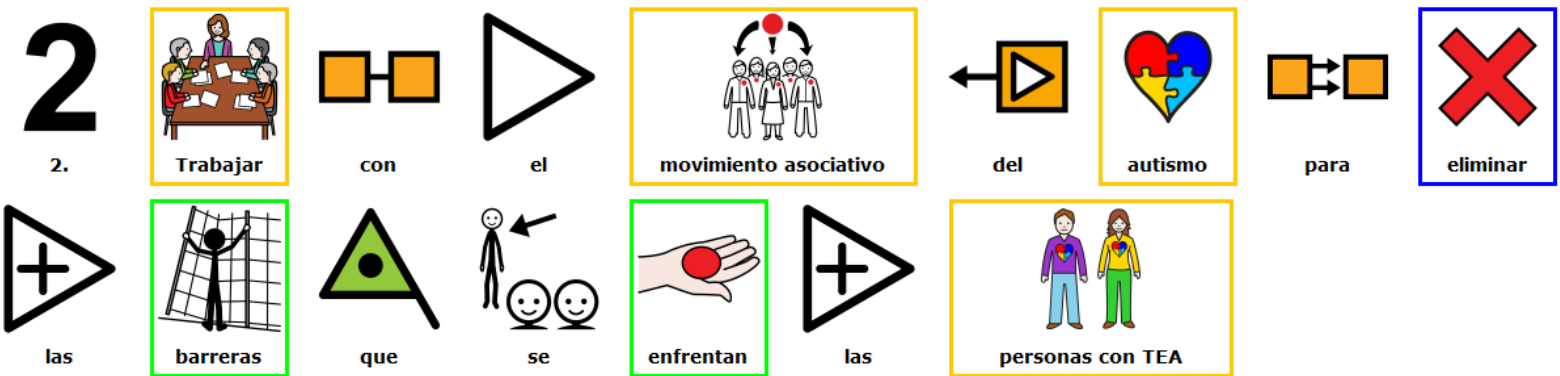 2
2. Trabajar con el movimiento asociativo del autismo para eliminar
las barreras que se enfrentan las personas con TEA